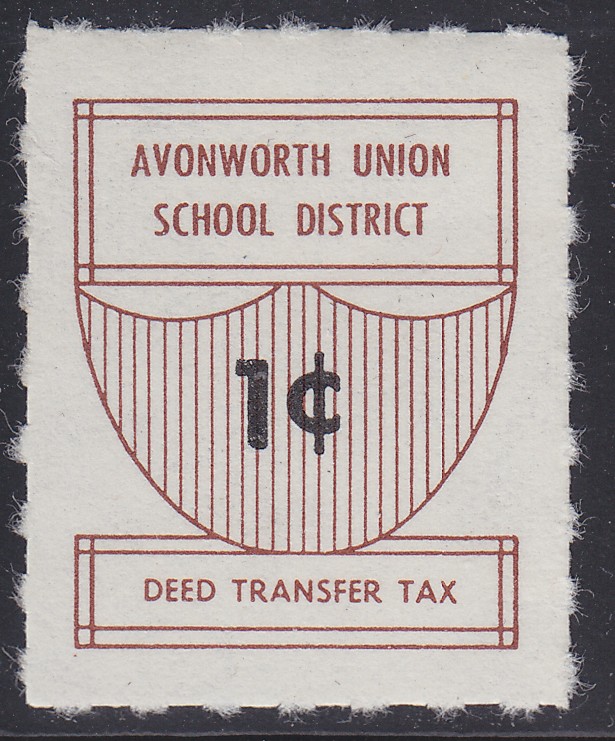 AVONWORTH UNION
SCHOOL DISTRICT
1¢
DEED TRANSFER TAX